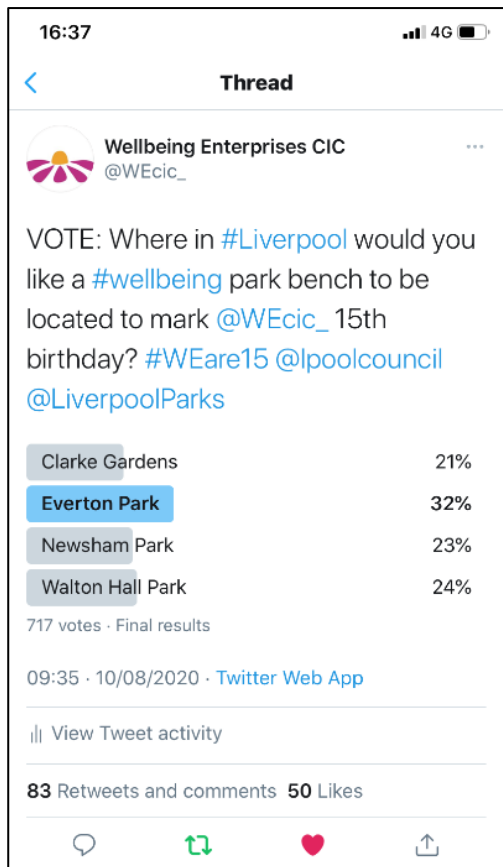 16:37 4G
Thread
Wellbeing Enterprises CIC
@WEcic_
VOTE: Where in #Liverpool would you
like a #wellbeing park bench to be
located to mark @WEcic_ 15th
birthday? #WEare15 @lpoolcouncil
@LiverpoolParks
Clarke Gardens 21%
Everton Park 32%
Newsham Park 23%
Walton Hall Park 24%
717 votes · Final results
09:35 · 10/08/2020 · Twitter Web App
View Tweet activity
83 Retweets and comments 50 Likes